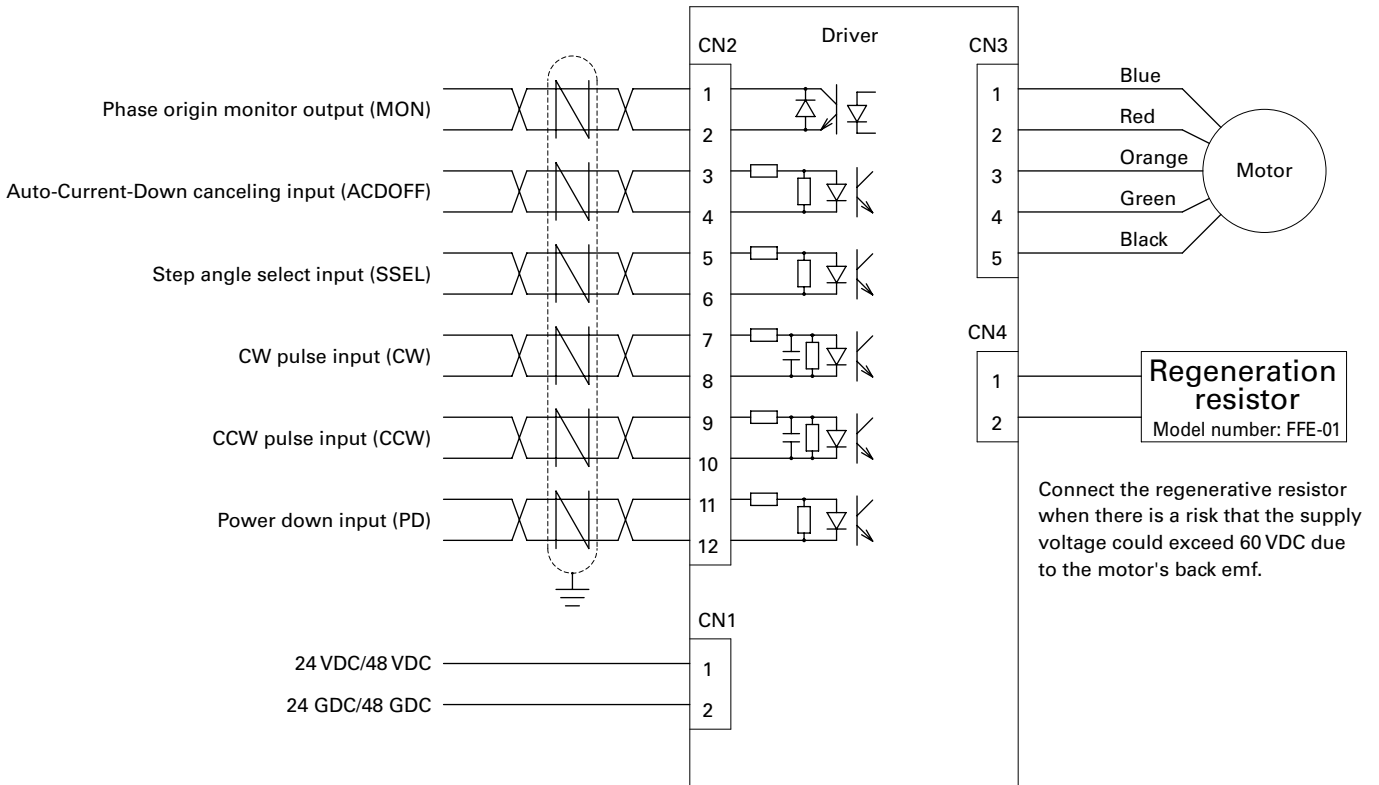 Driver
CN2
CN3
Phase origin monitor output (MON)
1
2
Auto-Current-Down canceling input (ACDOFF)
3
4
Step angle select input (SSEL)
5
6
CW pulse input (CW)
7
8
CCW pulse input (CCW)
9
10
Power down input (PD)
11
12
1
2
3
4
5
Blue
Red
Orange
Green
Black
Motor
CN4
1
2
Regeneration
resistor
Model number: FFE-01
Connect the regenerative resistor
when there is a risk that the supply
voltage could exceed 60 VDC due
to the motor's back emf.
CN1
24 VDC/48 VDC
1
24 GDC/48 GDC
2